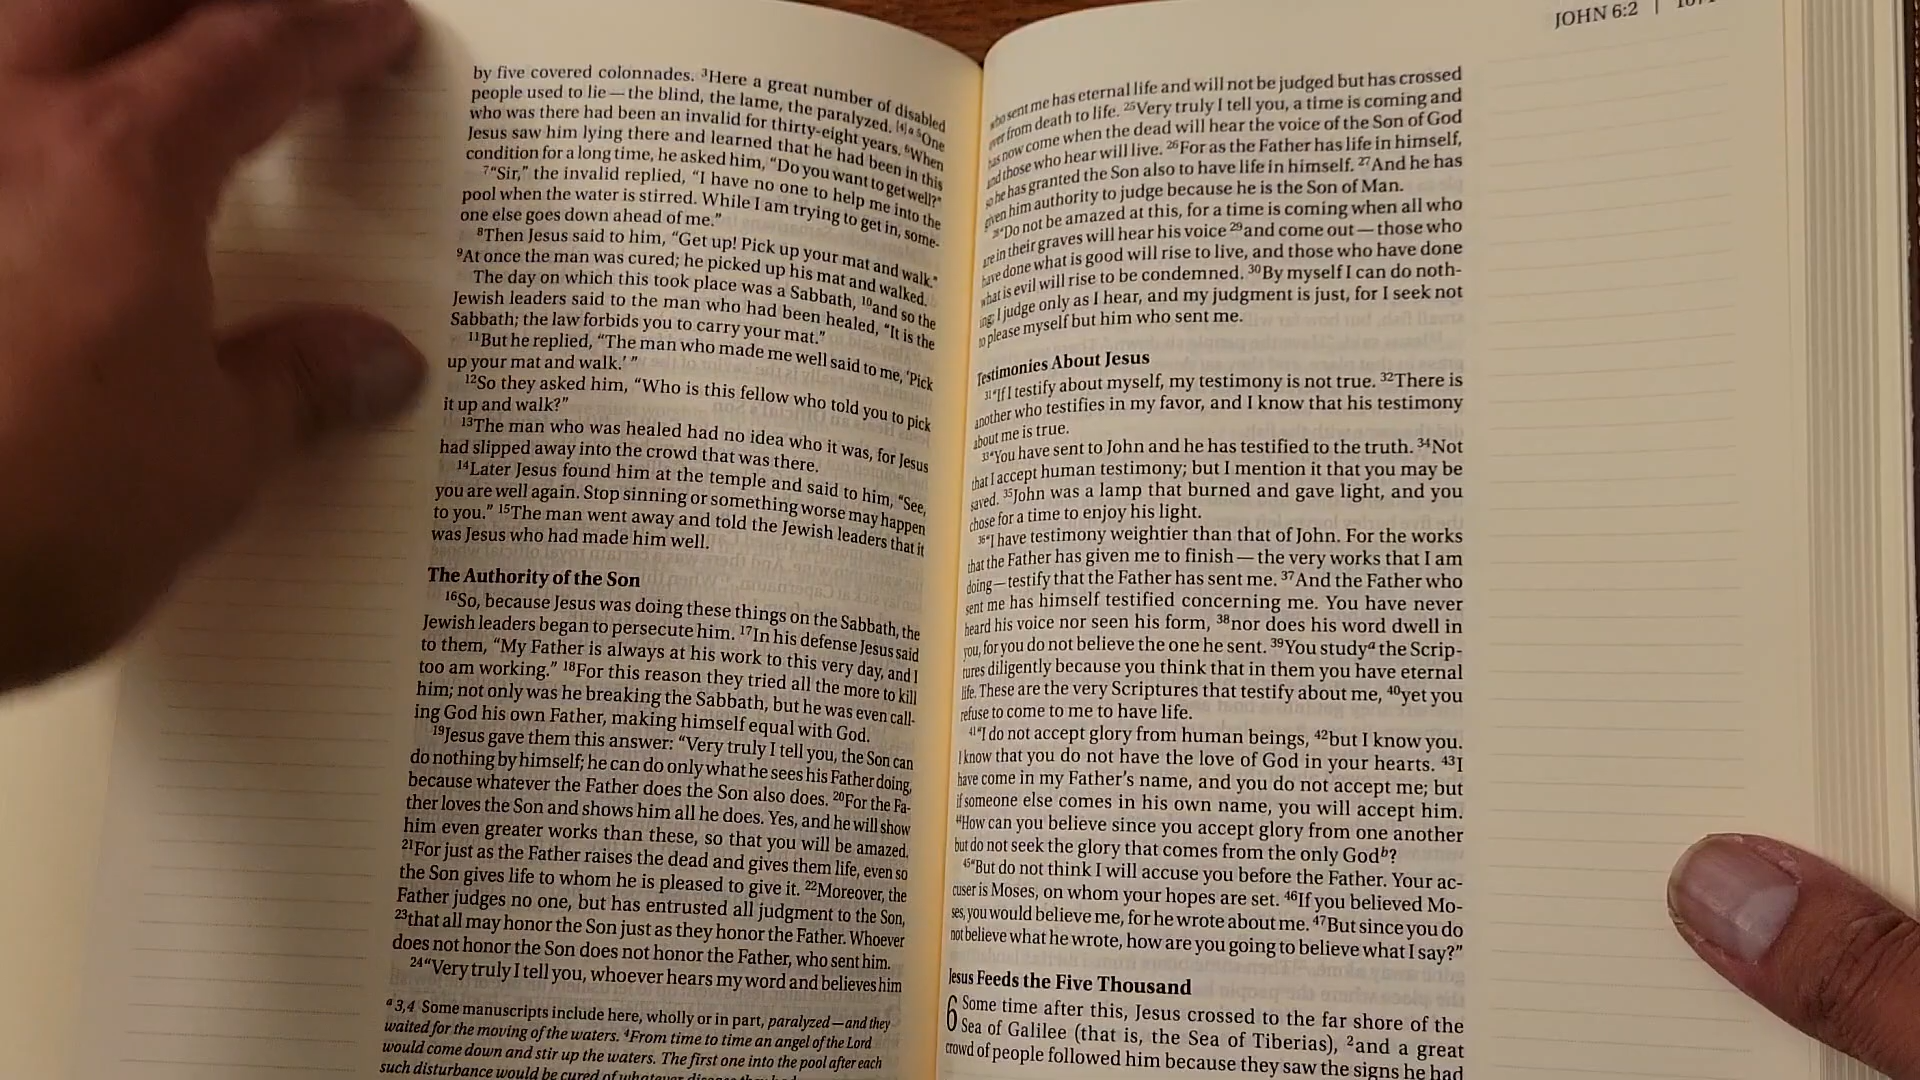 by five covered colonnades. ³Here a great number of disabled
people used to lie — the blind, the lame, the paralyzed. [4]ᵃ ⁵One
who was there had been an invalid for thirty-eight years. ⁶When
Jesus saw him lying there and learned that he had been in this
condition for a long time, he asked him, “Do you want to get well?”
⁷“Sir,” the invalid replied, “I have no one to help me into the
pool when the water is stirred. While I am trying to get in, some-
one else goes down ahead of me.”
⁸Then Jesus said to him, “Get up! Pick up your mat and walk.”
⁹At once the man was cured; he picked up his mat and walked.
The day on which this took place was a Sabbath, ¹⁰and so the
Jewish leaders said to the man who had been healed, “It is the
Sabbath; the law forbids you to carry your mat.”
¹¹But he replied, “The man who made me well said to me, ‘Pick
up your mat and walk.’ ”
¹²So they asked him, “Who is this fellow who told you to pick
it up and walk?”
¹³The man who was healed had no idea who it was, for Jesus
had slipped away into the crowd that was there.
¹⁴Later Jesus found him at the temple and said to him, “See,
you are well again. Stop sinning or something worse may happen
to you.” ¹⁵The man went away and told the Jewish leaders that it
was Jesus who had made him well.
The Authority of the Son
¹⁶So, because Jesus was doing these things on the Sabbath, the
Jewish leaders began to persecute him. ¹⁷In his defense Jesus said
to them, “My Father is always at his work to this very day, and I
too am working.” ¹⁸For this reason they tried all the more to kill
him; not only was he breaking the Sabbath, but he was even call-
ing God his own Father, making himself equal with God.
¹⁹Jesus gave them this answer: “Very truly I tell you, the Son can
do nothing by himself; he can do only what he sees his Father doing,
because whatever the Father does the Son also does. ²⁰For the Fa-
ther loves the Son and shows him all he does. Yes, and he will show
him even greater works than these, so that you will be amazed.
²¹For just as the Father raises the dead and gives them life, even so
the Son gives life to whom he is pleased to give it. ²²Moreover, the
Father judges no one, but has entrusted all judgment to the Son,
²³that all may honor the Son just as they honor the Father. Whoever
does not honor the Son does not honor the Father, who sent him.
²⁴“Very truly I tell you, whoever hears my word and believes him
ᵃ 3,4 Some manuscripts include here, wholly or in part, paralyzed—and they
waited for the moving of the waters. ⁴From time to time an angel of the Lord
would come down and stir up the waters. The first one into the pool after each
such disturbance would be cured of whatever disease they had
JOHN 6:2 |
who sent me has eternal life and will not be judged but has crossed
over from death to life. ²⁵Very truly I tell you, a time is coming and
has now come when the dead will hear the voice of the Son of God
and those who hear will live. ²⁶For as the Father has life in himself,
so he has granted the Son also to have life in himself. ²⁷And he has
given him authority to judge because he is the Son of Man.
²⁸“Do not be amazed at this, for a time is coming when all who
are in their graves will hear his voice ²⁹and come out — those who
have done what is good will rise to live, and those who have done
what is evil will rise to be condemned. ³⁰By myself I can do noth-
ing; I judge only as I hear, and my judgment is just, for I seek not
to please myself but him who sent me.
Testimonies About Jesus
³¹“If I testify about myself, my testimony is not true. ³²There is
another who testifies in my favor, and I know that his testimony
about me is true.
³³“You have sent to John and he has testified to the truth. ³⁴Not
that I accept human testimony; but I mention it that you may be
saved. ³⁵John was a lamp that burned and gave light, and you
chose for a time to enjoy his light.
³⁶“I have testimony weightier than that of John. For the works
that the Father has given me to finish — the very works that I am
doing — testify that the Father has sent me. ³⁷And the Father who
sent me has himself testified concerning me. You have never
heard his voice nor seen his form, ³⁸nor does his word dwell in
you, for you do not believe the one he sent. ³⁹You studyᵃ the Scrip-
tures diligently because you think that in them you have eternal
life. These are the very Scriptures that testify about me, ⁴⁰yet you
refuse to come to me to have life.
⁴¹“I do not accept glory from human beings, ⁴²but I know you.
I know that you do not have the love of God in your hearts. ⁴³I
have come in my Father’s name, and you do not accept me; but
if someone else comes in his own name, you will accept him.
⁴⁴How can you believe since you accept glory from one another
but do not seek the glory that comes from the only Godᵇ?
⁴⁵“But do not think I will accuse you before the Father. Your ac-
cuser is Moses, on whom your hopes are set. ⁴⁶If you believed Mo-
ses, you would believe me, for he wrote about me. ⁴⁷But since you do
not believe what he wrote, how are you going to believe what I say?”
Jesus Feeds the Five Thousand
6 Some time after this, Jesus crossed to the far shore of the
Sea of Galilee (that is, the Sea of Tiberias), ²and a great
crowd of people followed him because they saw the signs he had